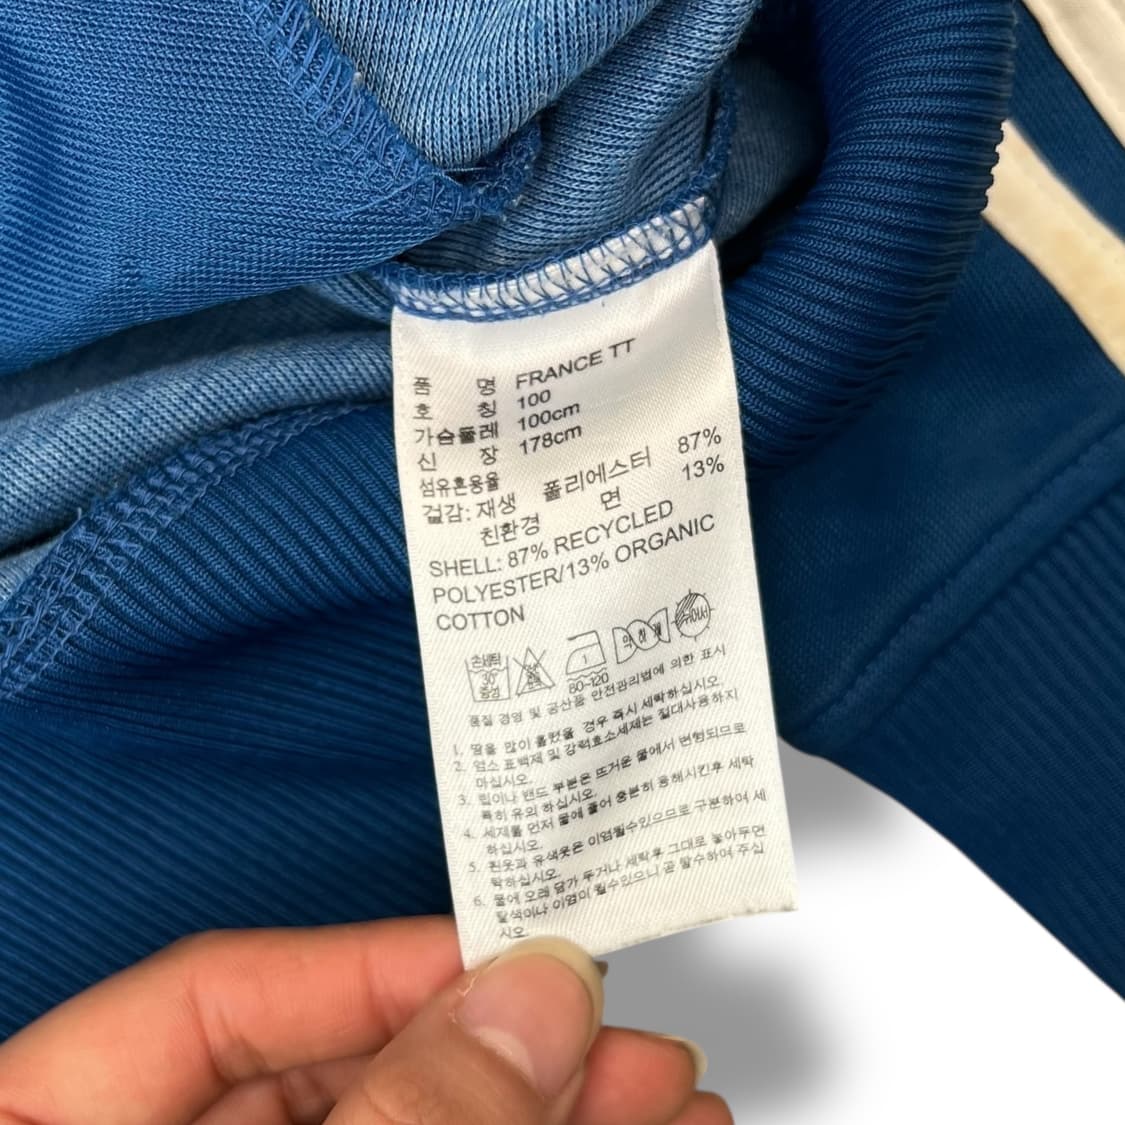 품 명 FRANCE TT
호 칭 100
가슴둘레 100cm
신 장 178cm
섬유혼용율
겉감: 재생 폴리에스터 87%
친환경 면 13%
SHELL: 87% RECYCLED
POLYESTER/13% ORGANIC
COTTON
손세탁 30 중성 80-120
품질 경영 및 공산품 안전관리법에 의한 표시
1. 땀을 많이 흘렸을 경우 즉시 세탁하십시오.
2. 염소 표백제 및 강력효소세제는 절대사용하지
마십시오.
3. 립이나 밴드 부분은 뜨거운 물에서 변형되므로
특히 유의 하십시오.
4. 세제를 먼저 물에 풀어 충분히 용해시킨후 세탁
하십시오.
5. 흰옷과 유색옷은 이염될수있으므로 구분하여 세
탁하십시오.
6. 물에 오래 담가 두거나 세탁후 그대로 놓아두면
탈색이나 이염이 될수있으니 곧 탈수하여 주십
시오.